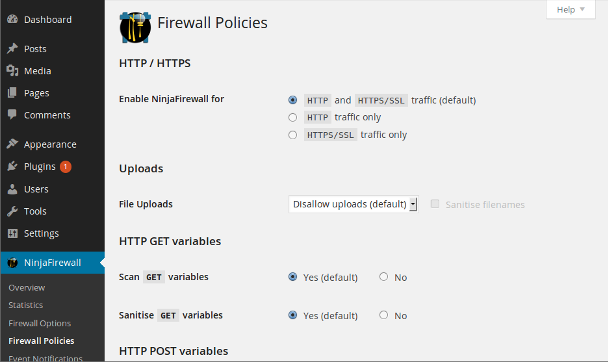 Help
Dashboard
Posts
Media
Pages
Comments
Appearance
Plugins 1
Users
Tools
Settings
NinjaFirewall
Overview
Statistics
Firewall Options
Firewall Policies
Event Notifications
Firewall Policies
HTTP / HTTPS
Enable NinjaFirewall for
HTTP and HTTPS/SSL traffic (default)
HTTP traffic only
HTTPS/SSL traffic only
Uploads
File Uploads Disallow uploads (default) Sanitise filenames
HTTP GET variables
Scan GET variables Yes (default) No
Sanitise GET variables Yes (default) No
HTTP POST variables